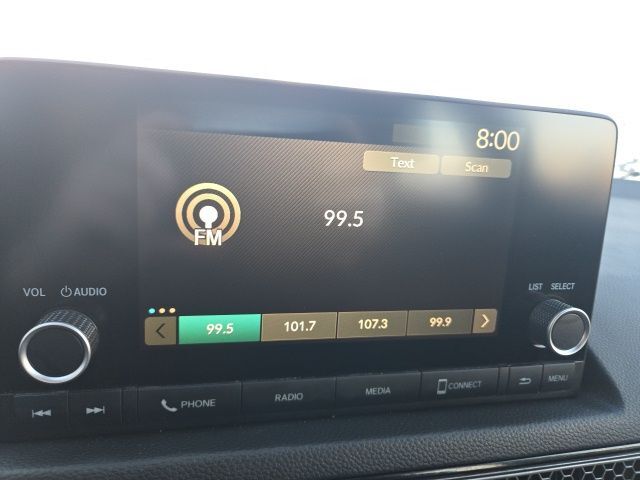 8:00
Text Scan
FM
99.5
VOL AUDIO
LIST SELECT
99.5 101.7 107.3 99.9
PHONE RADIO MEDIA CONNECT MENU